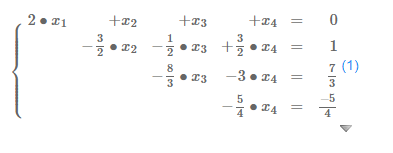 2 • x₁ +x₂ +x₃ +x₄ = 0
−3/2 • x₂ −1/2 • x₃ +3/2 • x₄ = 1
−8/3 • x₃ −3 • x₄ = 7/3 (1)
−5/4 • x₄ = −5/4